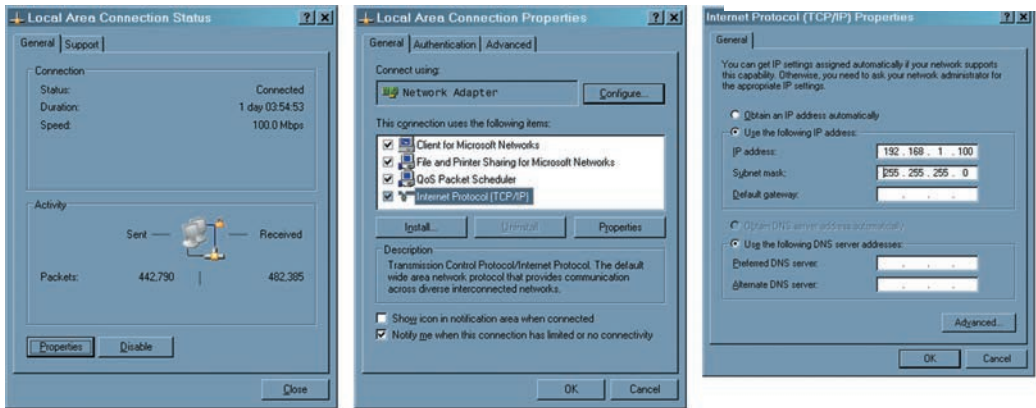 Local Area Connection Status
General
Support
Connection
Status: Connected
Duration: 1 day 03:54:53
Speed: 100.0 Mbps
Activity
Sent Received
Packets: 442,790 482,385
Properties
Disable
Close
Local Area Connection Properties
General
Authentication
Advanced
Connect using:
Network Adapter
Configure...
This connection uses the following items:
Client for Microsoft Networks
File and Printer Sharing for Microsoft Networks
QoS Packet Scheduler
Internet Protocol (TCP/IP)
Install...
Uninstall
Properties
Description
Transmission Control Protocol/Internet Protocol. The default
wide area network protocol that provides communication
across diverse interconnected networks.
Show icon in notification area when connected
Notify me when this connection has limited or no connectivity
OK
Cancel
Internet Protocol (TCP/IP) Properties
General
You can get IP settings assigned automatically if your network supports
this capability. Otherwise, you need to ask your network administrator for
the appropriate IP settings.
Obtain an IP address automatically
Use the following IP address:
IP address: 192 . 168 . 1 . 100
Subnet mask: 255 . 255 . 255 . 0
Default gateway: . . .
Obtain DNS server address automatically
Use the following DNS server addresses:
Preferred DNS server: . . .
Alternate DNS server: . . .
Advanced...
OK
Cancel